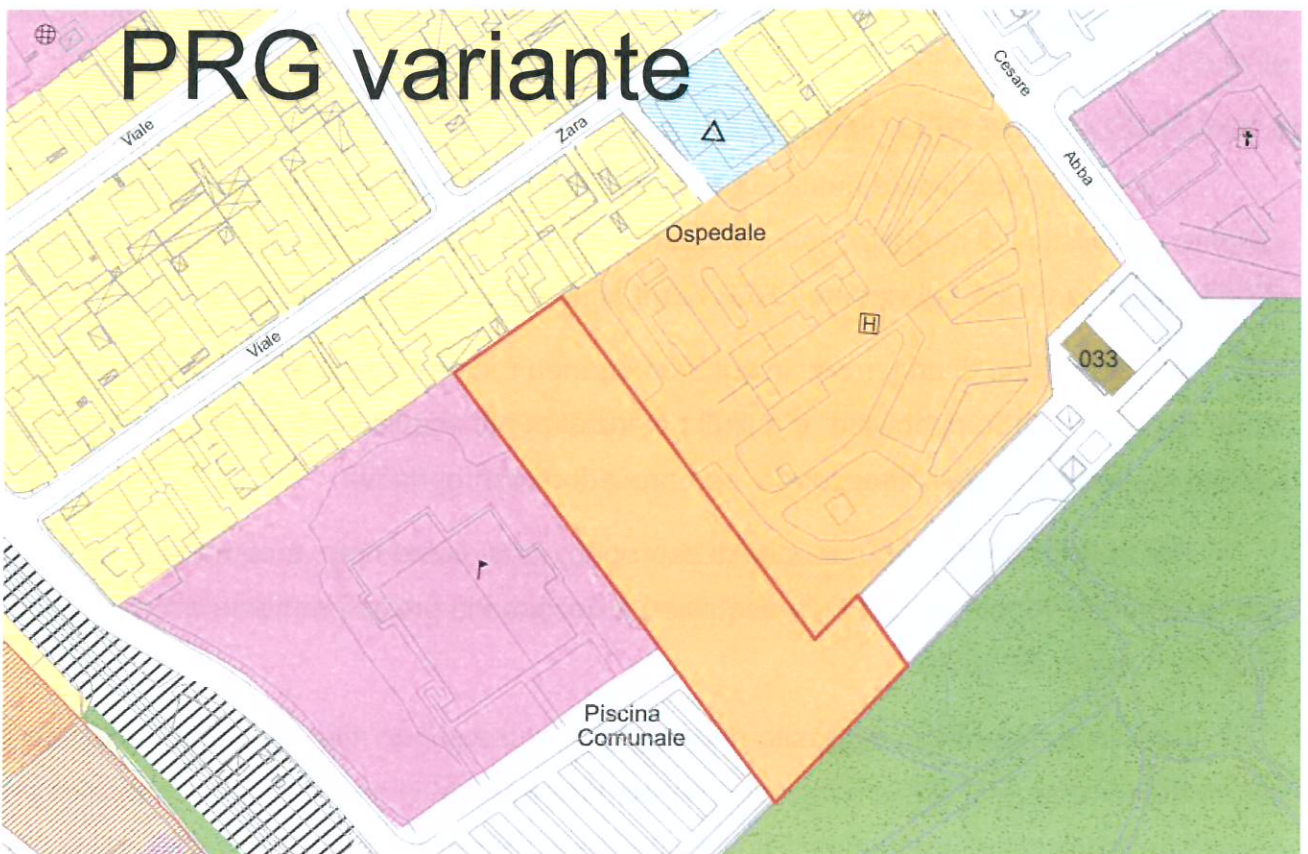 PRG variante
Viale
Zara
Cesare
Abba
Ospedale
H
Viale
033
Piscina
Comunale